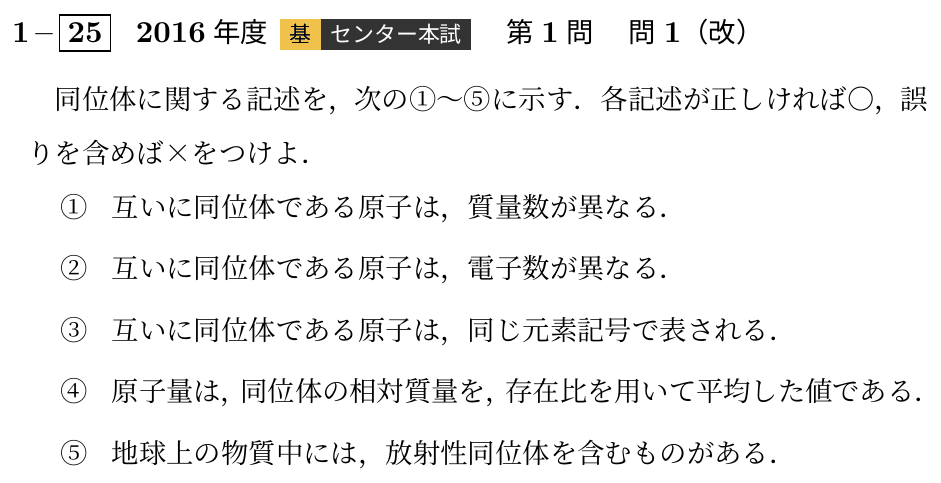 1－25 2016 年度 基 センター本試 第 1 問 問 1（改）
同位体に関する記述を，次の①～⑤に示す．各記述が正しければ○，誤
りを含めば×をつけよ．
① 互いに同位体である原子は，質量数が異なる．
② 互いに同位体である原子は，電子数が異なる．
③ 互いに同位体である原子は，同じ元素記号で表される．
④ 原子量は，同位体の相対質量を，存在比を用いて平均した値である．
⑤ 地球上の物質中には，放射性同位体を含むものがある．